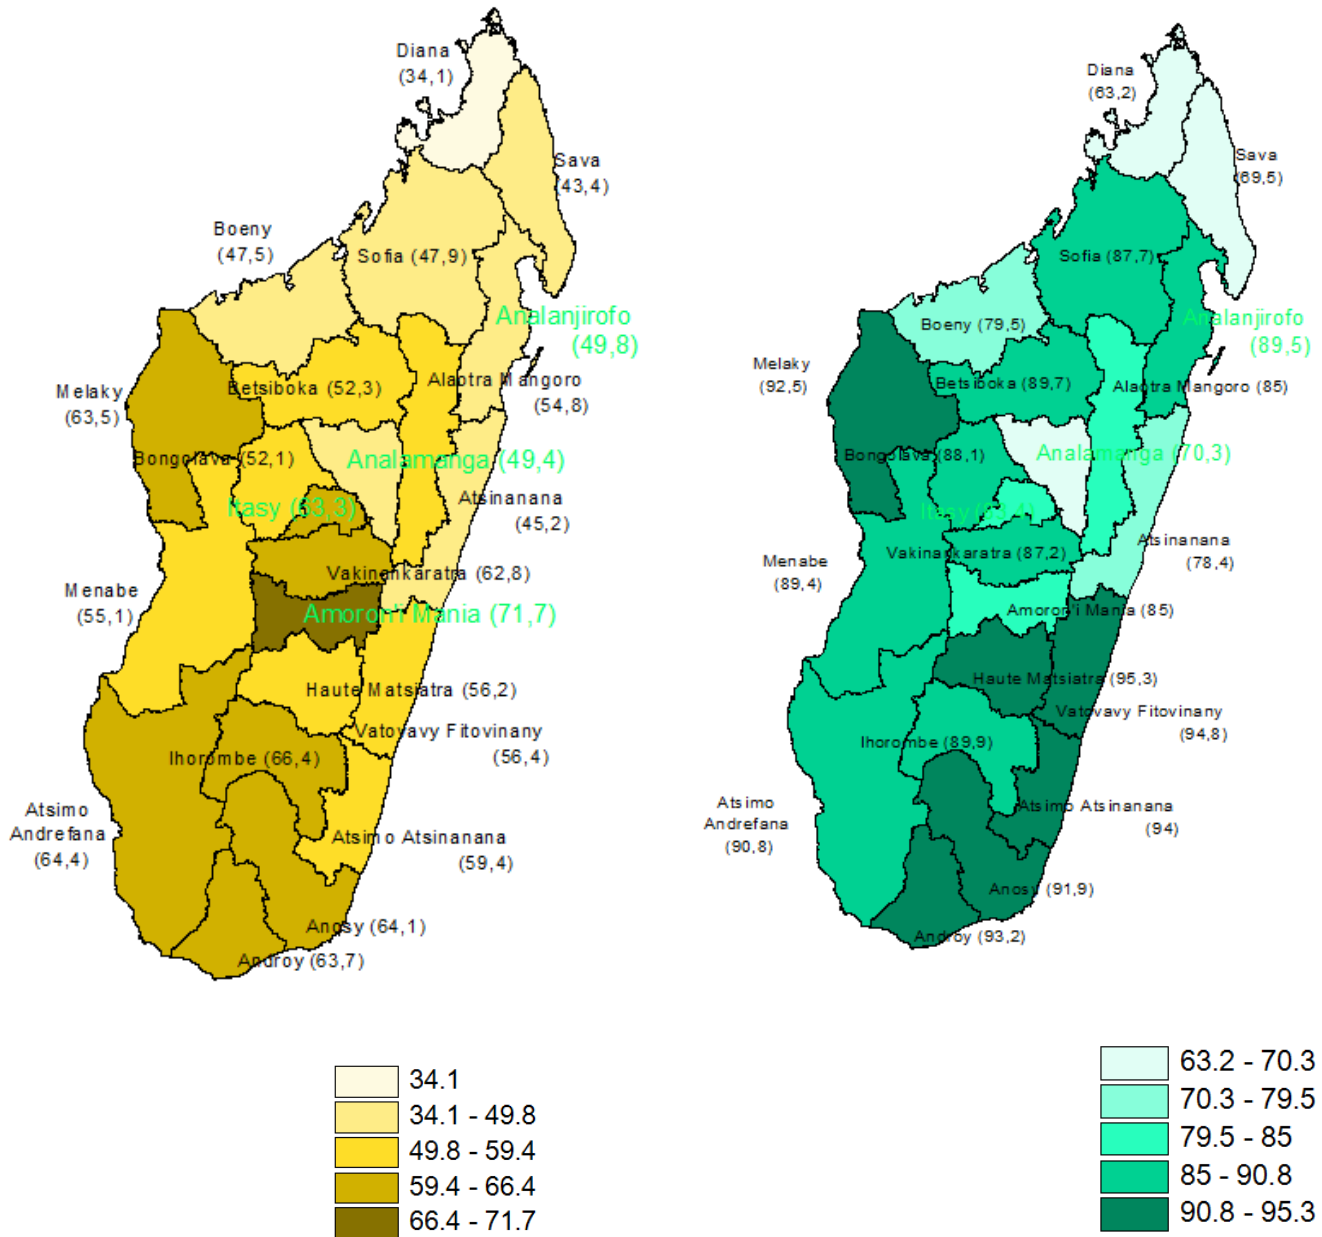 Diana
(34,1)
Sava
(43,4)
Boeny
(47,5)
Sofia (47,9)
Analanjirofo
(49,8)
Melaky
(63,5)
Betsiboka (52,3)
Alaotra Mangoro
(54,8)
Bongolava (52,1)
Analamanga (49,4)
Itasy (63,3)
Atsinanana
(45,2)
Vakinankaratra (62,8)
Menabe
(55,1)
Amoron'i Mania (71,7)
Haute Matsiatra (56,2)
Vatovavy Fitovinany
(56,4)
Ihorombe (66,4)
Atsimo
Andrefana
(64,4)
Atsimo Atsinanana
(59,4)
Anosy (64,1)
Androy (63,7)
34.1
34.1 - 49.8
49.8 - 59.4
59.4 - 66.4
66.4 - 71.7
Diana
(63,2)
Sava
(69,5)
Sofia (87,7)
Boeny (79,5)
Analanjirofo
(89,5)
Melaky
(92,5)
Betsiboka (89,7)
Alaotra Mangoro (85)
Bongolava (88,1)
Analamanga (70,3)
Itasy
Atsinanana
(78,4)
Vakinankaratra (87,2)
Menabe
(89,4)
Amoron'i Mania (85)
Haute Matsiatra (95,3)
Vatovavy Fitovinany
(94,8)
Ihorombe (89,9)
Atsimo
Andrefana
(90,8)
Atsimo Atsinanana
(94)
Anosy (91,9)
Androy (93,2)
63.2 - 70.3
70.3 - 79.5
79.5 - 85
85 - 90.8
90.8 - 95.3